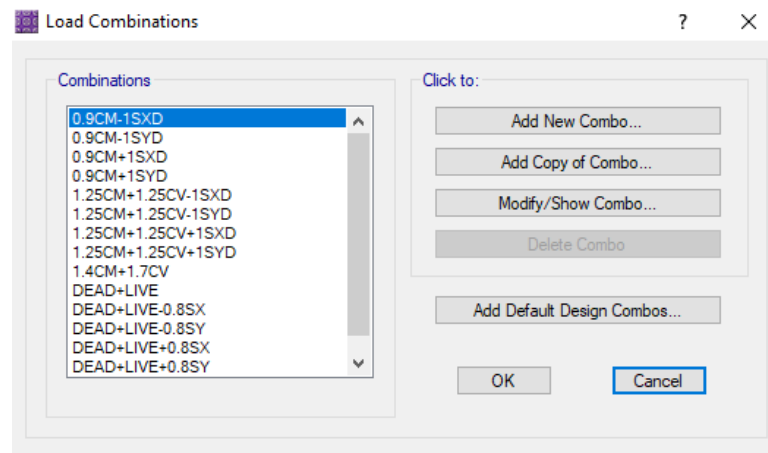 Load Combinations
?
Combinations
0.9CM-1SXD
0.9CM-1SYD
0.9CM+1SXD
0.9CM+1SYD
1.25CM+1.25CV-1SXD
1.25CM+1.25CV-1SYD
1.25CM+1.25CV+1SXD
1.25CM+1.25CV+1SYD
1.4CM+1.7CV
DEAD+LIVE
DEAD+LIVE-0.8SX
DEAD+LIVE-0.8SY
DEAD+LIVE+0.8SX
DEAD+LIVE+0.8SY
Click to:
Add New Combo...
Add Copy of Combo...
Modify/Show Combo...
Delete Combo
Add Default Design Combos...
OK
Cancel